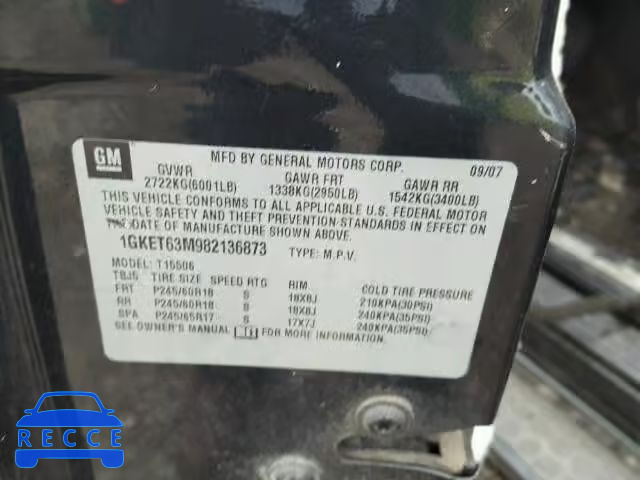 GM
MFD BY GENERAL MOTORS CORP. 09/07
GVWR GAWR FRT GAWR RR
2722KG(6001LB) 1338KG(2950LB) 1542KG(3400LB)
THIS VEHICLE CONFORMS TO ALL APPLICABLE U.S. FEDERAL MOTOR
VEHICLE SAFETY AND THEFT PREVENTION STANDARDS IN EFFECT ON
DATE OF MANUFACTURE SHOWN ABOVE.
1GKET63M982136873 TYPE: M.P.V.
MODEL: T15506
TBJ5 TIRE SIZE SPEED RTG RIM COLD TIRE PRESSURE
FRT P245/60R18 S 18X8J 210KPA(30PSI)
RR P245/60R18 S 18X8J 240KPA(35PSI)
SPA P245/65R17 S 17X7J 240KPA(35PSI)
SEE OWNER'S MANUAL FOR MORE INFORMATION.
RECCE